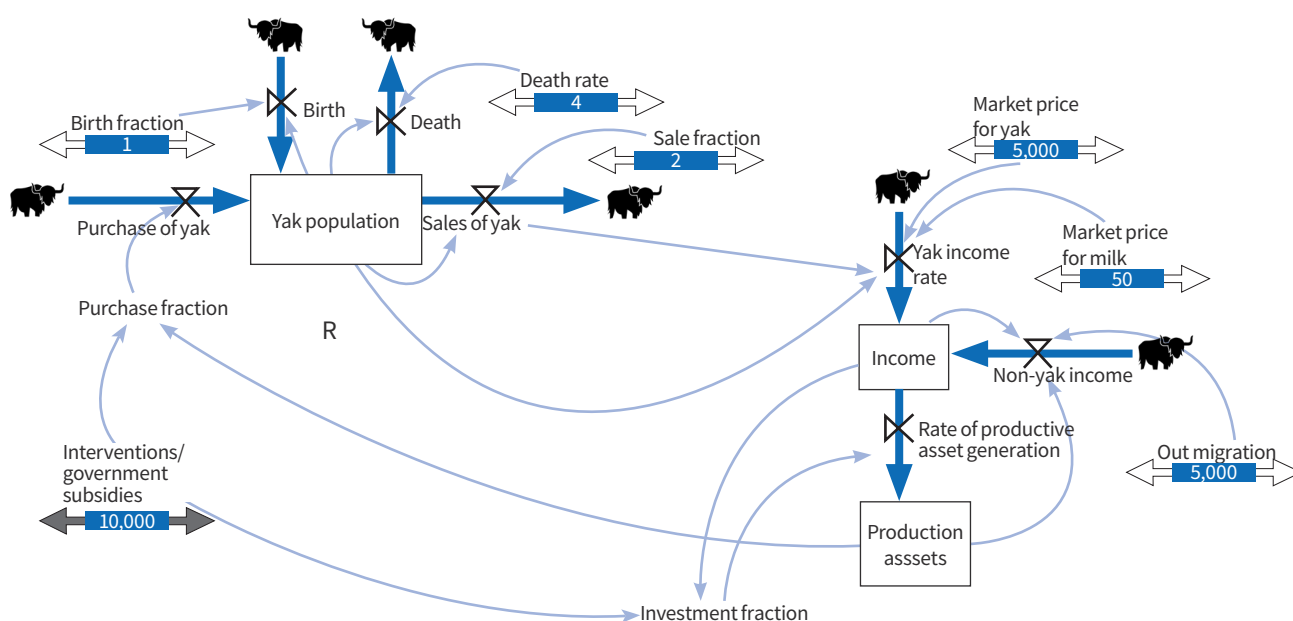 Death rate
4
Birth
Death
Birth fraction
1
Sale fraction
2
Market price
for yak
5,000
Purchase of yak
Yak population
Sales of yak
Yak income
rate
Market price
for milk
50
Purchase fraction
R
Income
Non-yak income
Rate of productive
asset generation
Interventions/
government
subsidies
10,000
Out migration
5,000
Production
asssets
Investment fraction